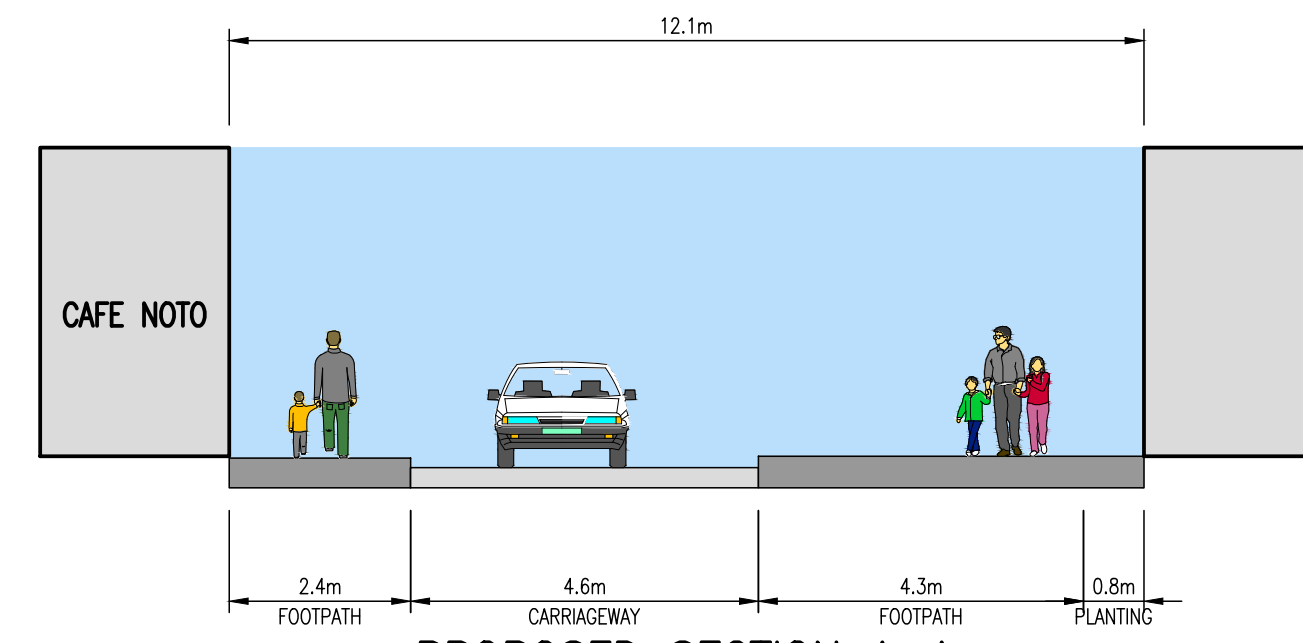 12.1m
CAFE NOTO
2.4m 4.6m 4.3m 0.8m
FOOTPATH CARRIAGEWAY FOOTPATH PLANTING